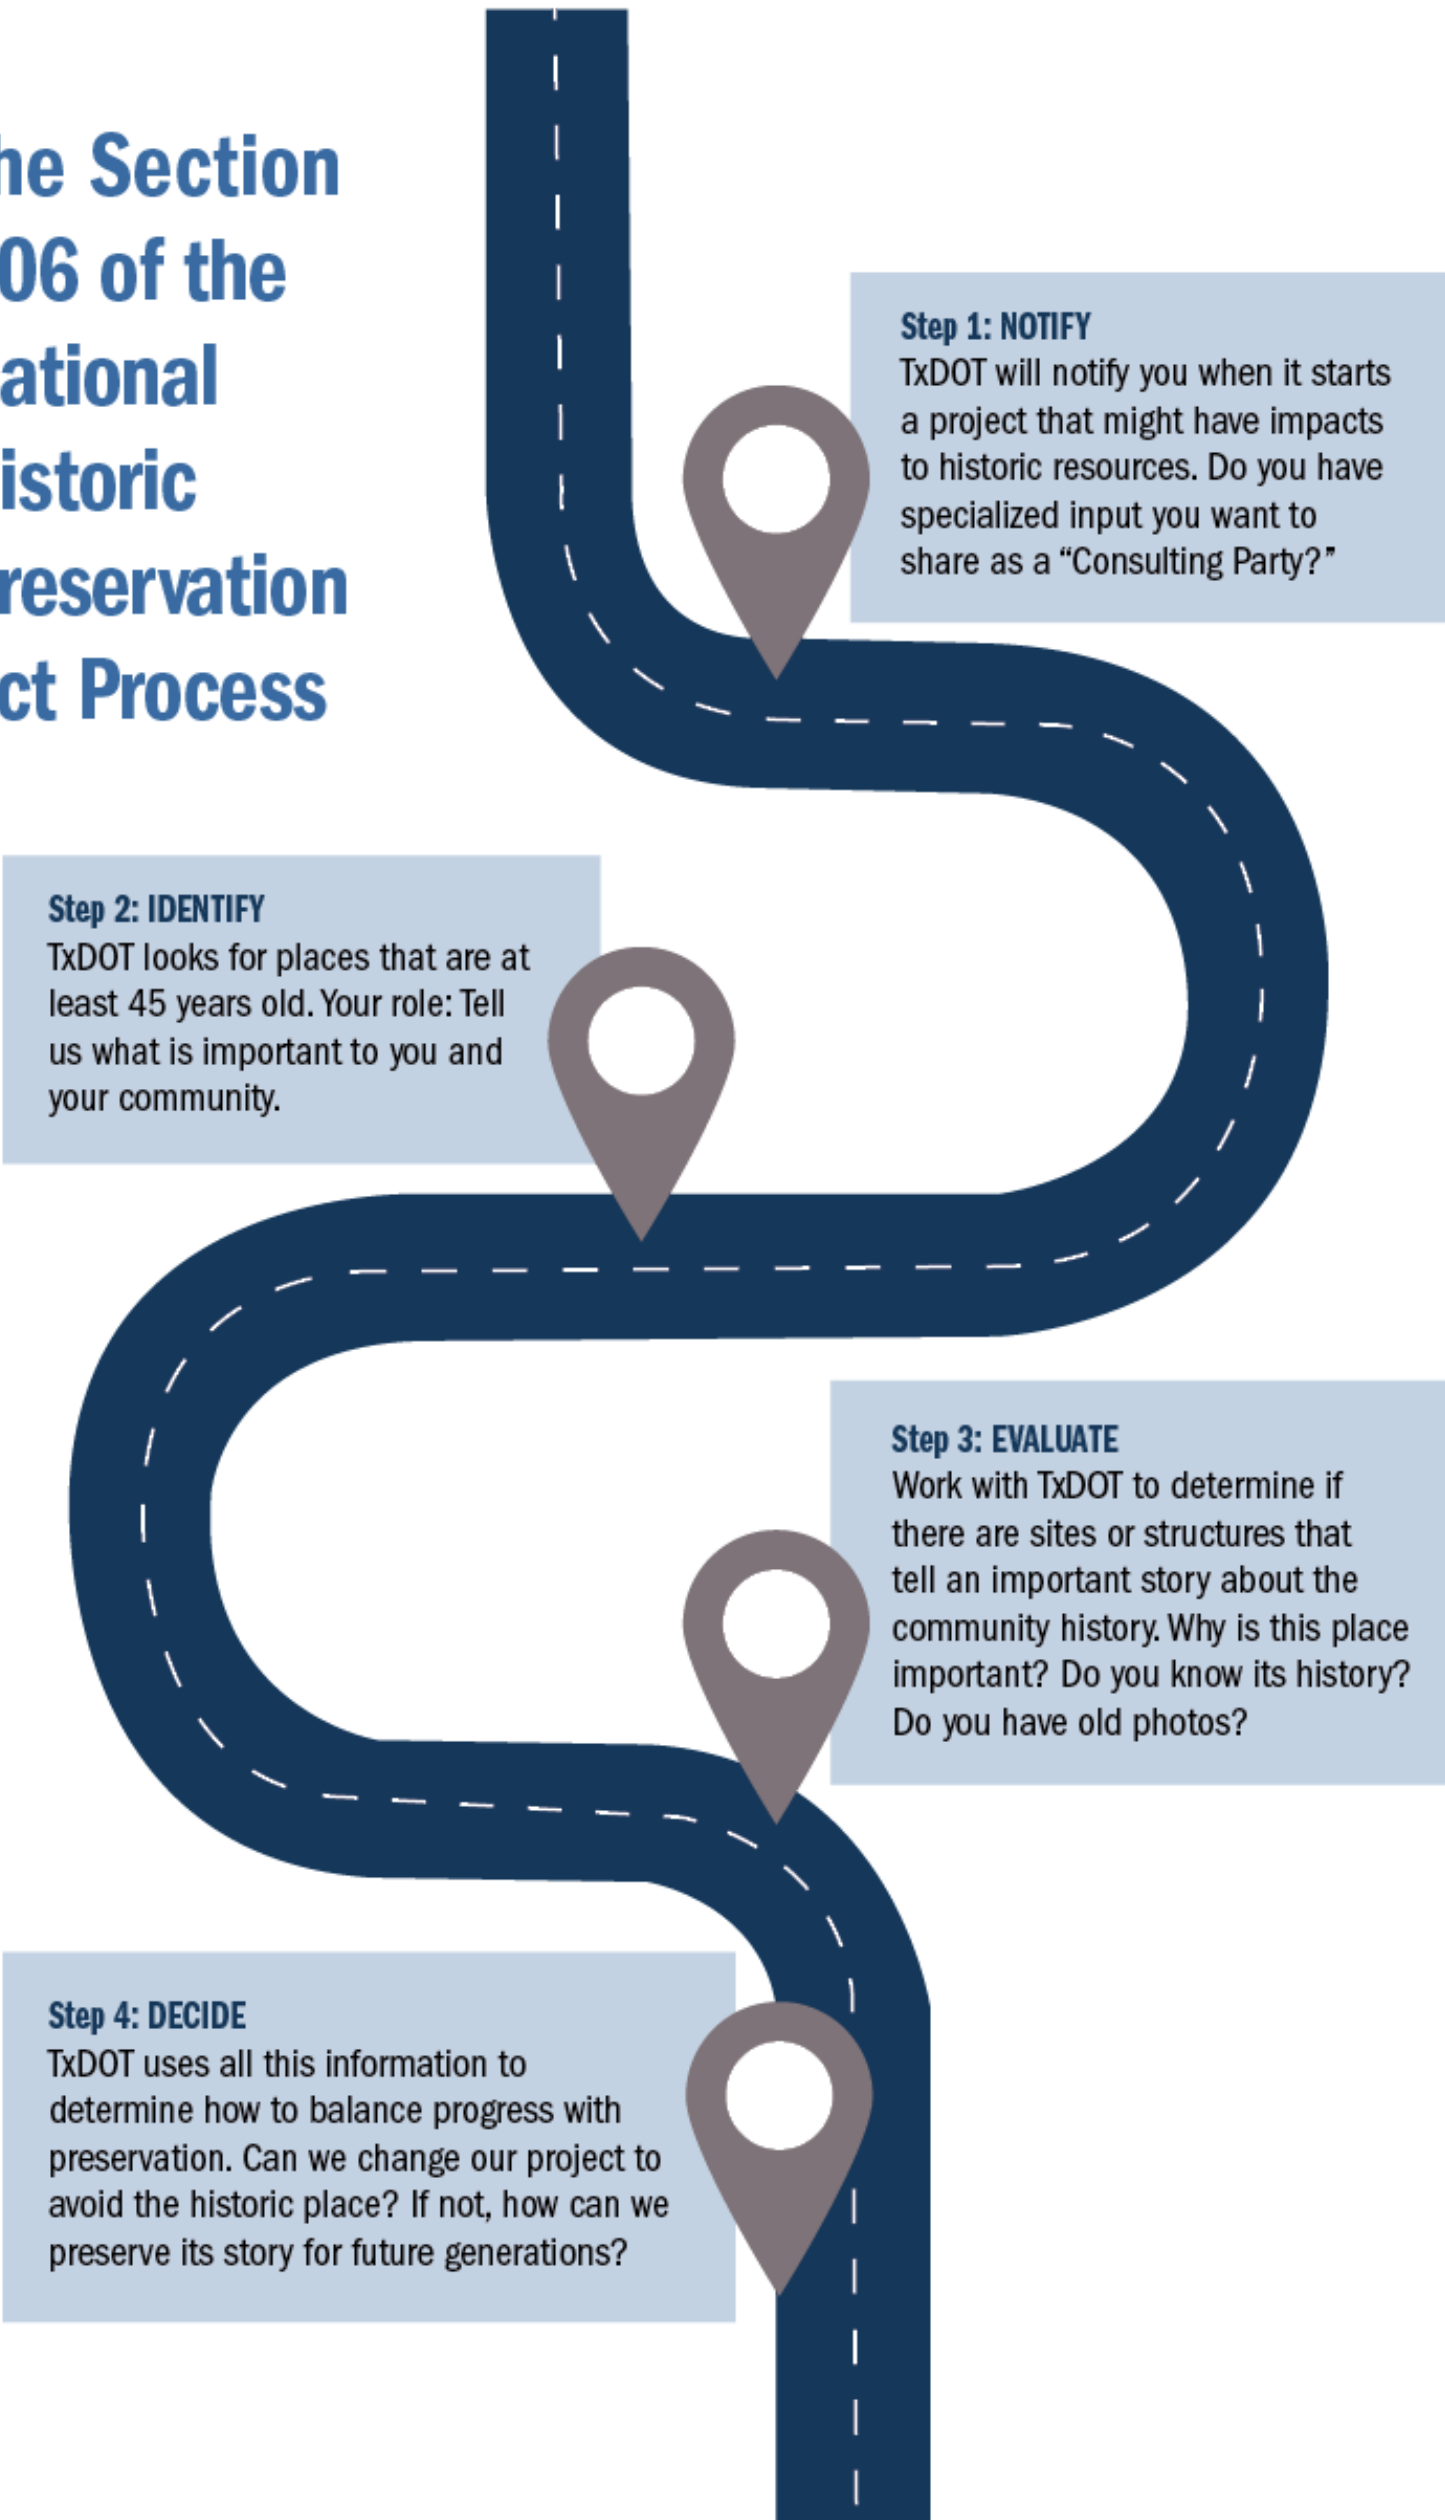 he Section
06 of the
ational
istoric
reservation
ct Process
Step 1: NOTIFY
TxDOT will notify you when it starts
a project that might have impacts
to historic resources. Do you have
specialized input you want to
share as a “Consulting Party?”
Step 2: IDENTIFY
TxDOT looks for places that are at
least 45 years old. Your role: Tell
us what is important to you and
your community.
Step 3: EVALUATE
Work with TxDOT to determine if
there are sites or structures that
tell an important story about the
community history. Why is this place
important? Do you know its history?
Do you have old photos?
Step 4: DECIDE
TxDOT uses all this information to
determine how to balance progress with
preservation. Can we change our project to
avoid the historic place? If not, how can we
preserve its story for future generations?